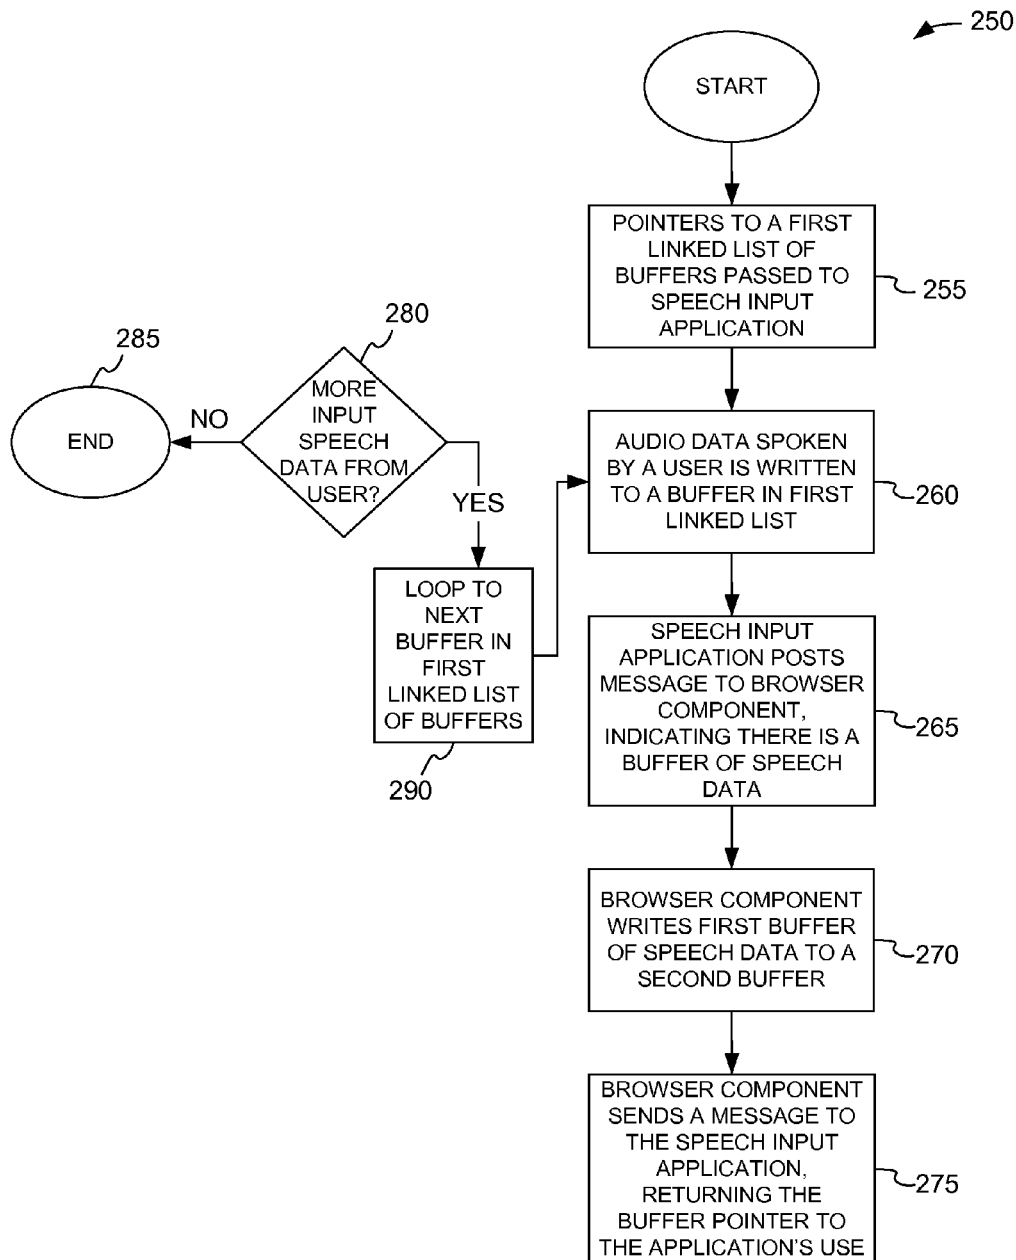 250
START
POINTERS TO A FIRST
LINKED LIST OF
BUFFERS PASSED TO
SPEECH INPUT
APPLICATION
255
280
285
MORE
INPUT
SPEECH
DATA FROM
USER?
NO
END
YES
AUDIO DATA SPOKEN
BY A USER IS WRITTEN
TO A BUFFER IN FIRST
LINKED LIST
260
LOOP TO
NEXT
BUFFER IN
FIRST
LINKED LIST
OF BUFFERS
290
SPEECH INPUT
APPLICATION POSTS
MESSAGE TO BROWSER
COMPONENT,
INDICATING THERE IS A
BUFFER OF SPEECH
DATA
265
BROWSER COMPONENT
WRITES FIRST BUFFER
OF SPEECH DATA TO A
SECOND BUFFER
270
BROWSER COMPONENT
SENDS A MESSAGE TO
THE SPEECH INPUT
APPLICATION,
RETURNING THE
BUFFER POINTER TO
THE APPLICATION'S USE
275